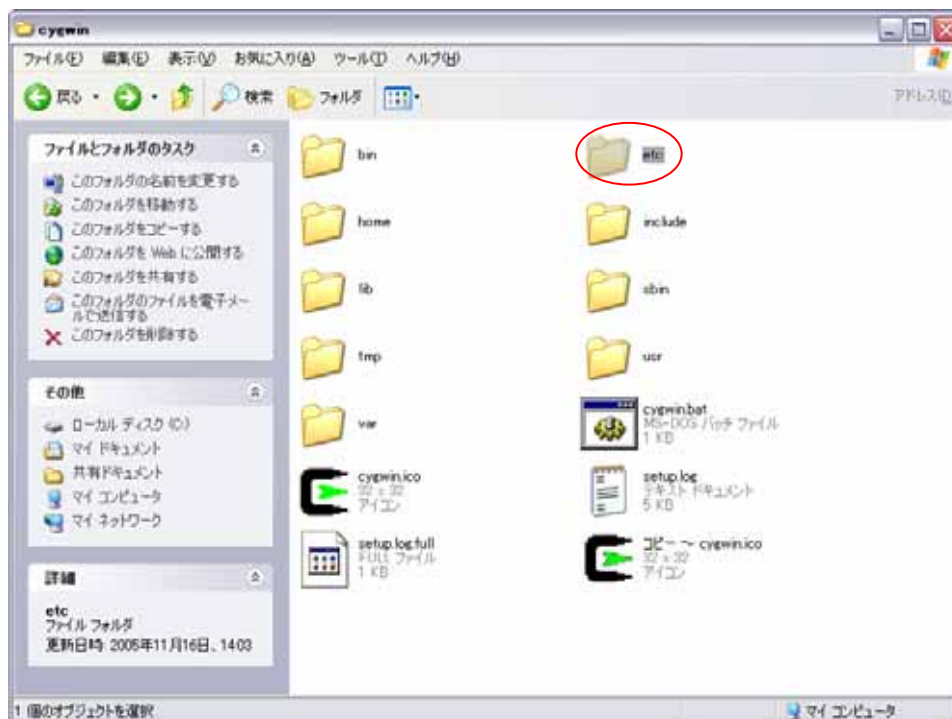 cygwin
ファイル(F) 編集(E) 表示(V) お気に入り(A) ツール(T) ヘルプ(H)
戻る 検索 フォルダ アドレス(D)
ファイルとフォルダのタスク
このフォルダの名前を変更する
このフォルダを移動する
このフォルダをコピーする
このフォルダを Web に公開する
このフォルダを共有する
このフォルダのファイルを電子メー
ルで送信する
このフォルダを削除する
その他
ローカル ディスク (C:)
マイ ドキュメント
共有ドキュメント
マイ コンピュータ
マイ ネットワーク
詳細
etc
ファイル フォルダ
更新日時: 2005年11月16日、14:03
bin
etc
home
include
lib
sbin
tmp
usr
var
cygwin.bat
MS-DOS バッチ ファイル
1 KB
cygwin.ico
32 x 32
アイコン
setup.log
テキスト ドキュメント
5 KB
setup.log.full
FULL ファイル
1 KB
コピー ~ cygwin.ico
32 x 32
アイコン
1 個のオブジェクトを選択
マイ コンピュータ